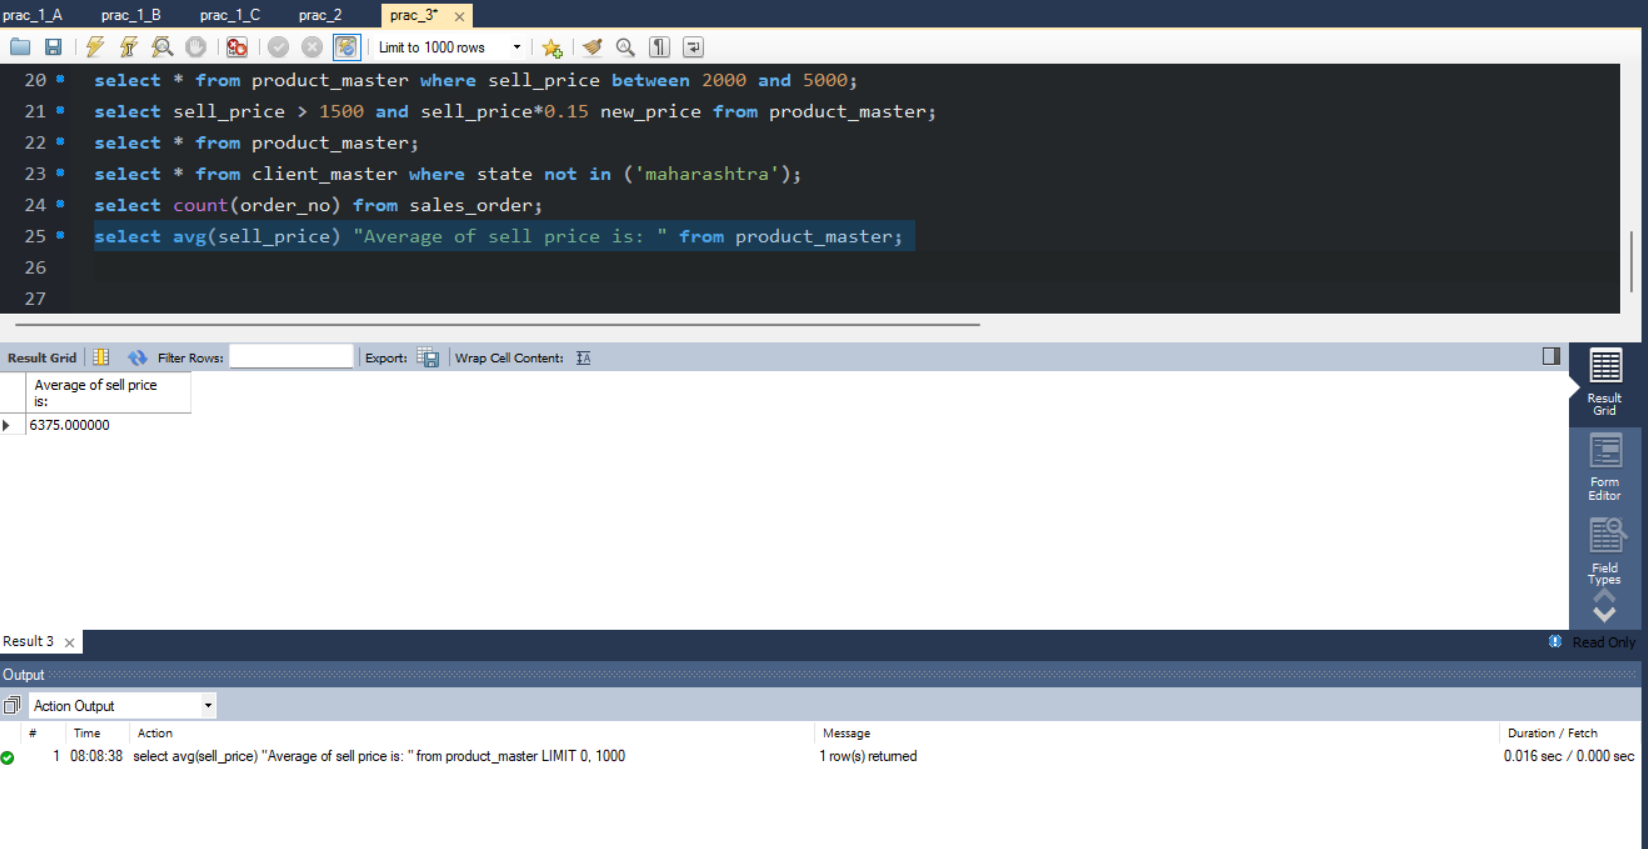 prac_1_A prac_1_B prac_1_C prac_2 prac_3*
Limit to 1000 rows
20 select * from product_master where sell_price between 2000 and 5000;
21 select sell_price > 1500 and sell_price*0.15 new_price from product_master;
22 select * from product_master;
23 select * from client_master where state not in ('maharashtra');
24 select count(order_no) from sales_order;
25 select avg(sell_price) "Average of sell price is: " from product_master;
26
27
Result Grid Filter Rows: Export: Wrap Cell Content:
Average of sell price
is:
6375.000000
Result
Grid
Form
Editor
Field
Types
Result 3 Read Only
Output
Action Output
# Time Action Message Duration / Fetch
1 08:08:38 select avg(sell_price) "Average of sell price is: " from product_master LIMIT 0, 1000 1 row(s) returned 0.016 sec / 0.000 sec